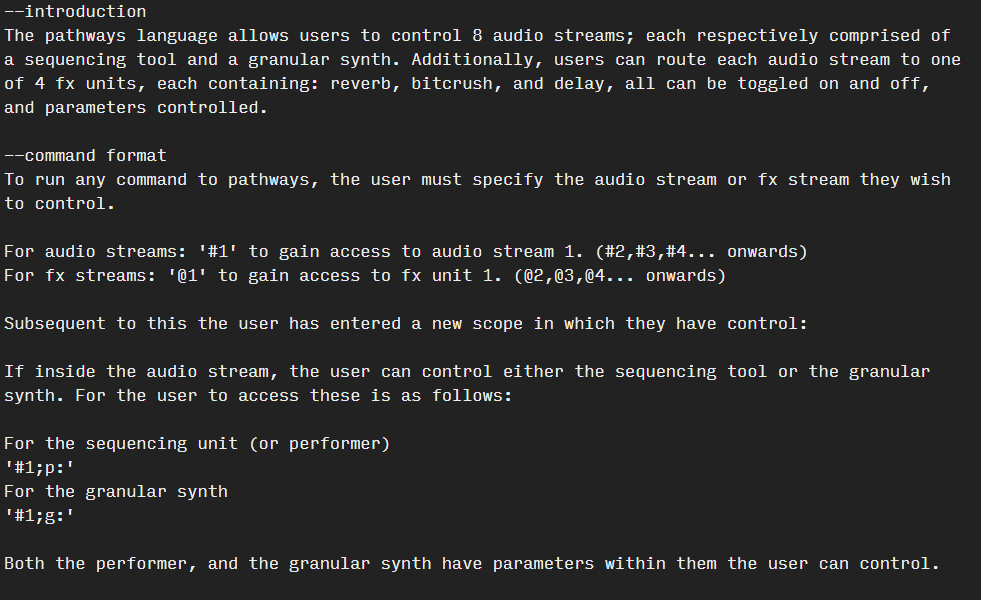 --introduction
The pathways language allows users to control 8 audio streams; each respectively comprised of
a sequencing tool and a granular synth. Additionally, users can route each audio stream to one
of 4 fx units, each containing: reverb, bitcrush, and delay, all can be toggled on and off,
and parameters controlled.
--command format
To run any command to pathways, the user must specify the audio stream or fx stream they wish
to control.
For audio streams: '#1' to gain access to audio stream 1. (#2,#3,#4... onwards)
For fx streams: '@1' to gain access to fx unit 1. (@2,@3,@4... onwards)
Subsequent to this the user has entered a new scope in which they have control:
If inside the audio stream, the user can control either the sequencing tool or the granular
synth. For the user to access these is as follows:
For the sequencing unit (or performer)
'#1;p:'
For the granular synth
'#1;g:'
Both the performer, and the granular synth have parameters within them the user can control.